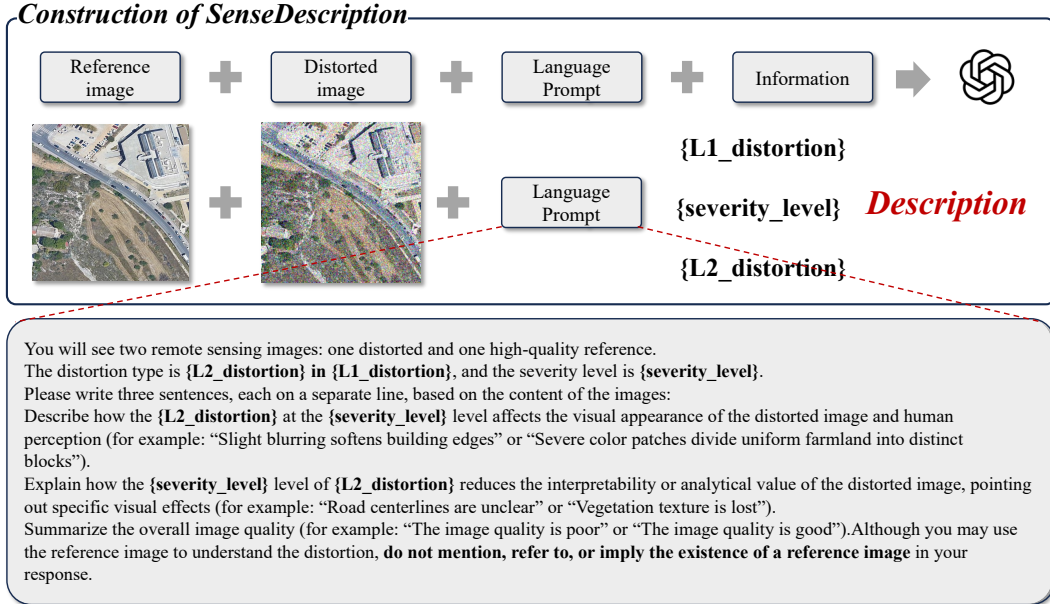 Construction of SenseDescription
Reference
image
Distorted
image
Language
Prompt
Information
{L1_distortion}
Language
Prompt
{severity_level}
Description
{L2_distortion}
You will see two remote sensing images: one distorted and one high-quality reference.
The distortion type is {L2_distortion} in {L1_distortion}, and the severity level is {severity_level}.
Please write three sentences, each on a separate line, based on the content of the images:
Describe how the {L2_distortion} at the {severity_level} level affects the visual appearance of the distorted image and human
perception (for example: “Slight blurring softens building edges” or “Severe color patches divide uniform farmland into distinct
blocks”).
Explain how the {severity_level} level of {L2_distortion} reduces the interpretability or analytical value of the distorted image, pointing
out specific visual effects (for example: “Road centerlines are unclear” or “Vegetation texture is lost”).
Summarize the overall image quality (for example: “The image quality is poor” or “The image quality is good”).Although you may use
the reference image to understand the distortion, do not mention, refer to, or imply the existence of a reference image in your
response.